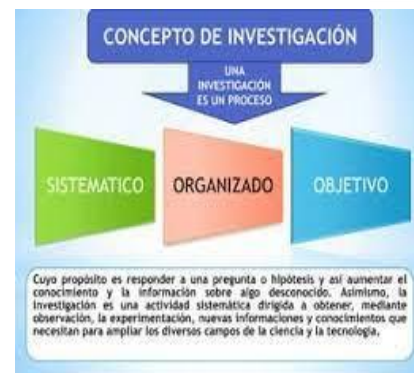 CONCEPTO DE INVESTIGACIÓN
UNA
INVESTIGACIÓN
ES UN PROCESO
SISTEMATICO
ORGANIZADO
OBJETIVO
Cuyo propósito es responder a una pregunta o hipótesis y así aumentar el
conocimiento y la información sobre algo desconocido. Asimismo, la
investigación es una actividad sistemática dirigida a obtener, mediante
observación, la experimentación, nuevas informaciones y conocimientos que
necesitan para ampliar los diversos campos de la ciencia y la tecnología.